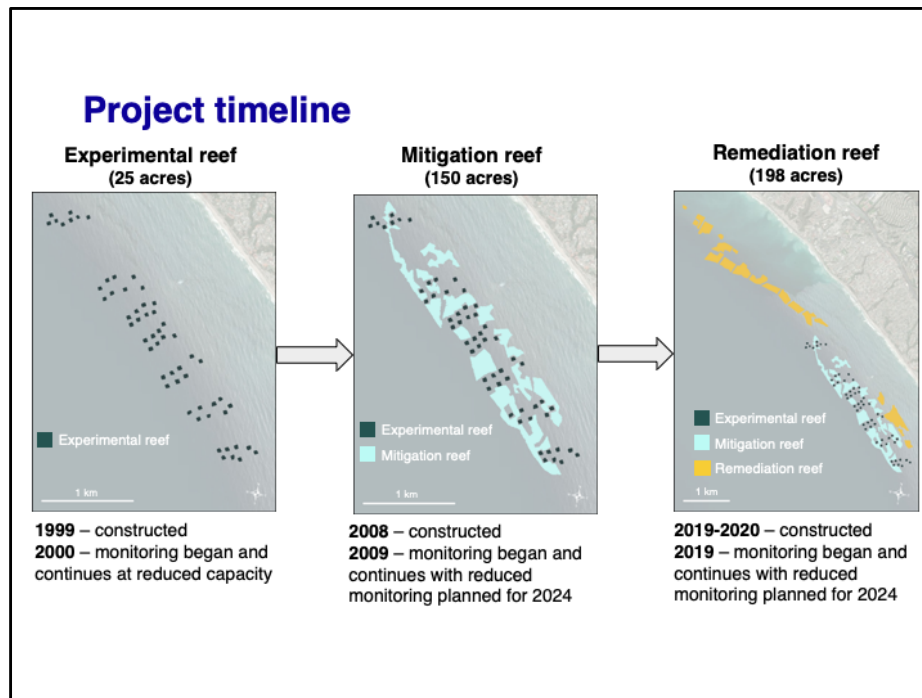 Project timeline
Experimental reef
(25 acres)
Experimental reef
1 km
1999 – constructed
2000 – monitoring began and
continues at reduced capacity
Mitigation reef
(150 acres)
Experimental reef
Mitigation reef
1 km
2008 – constructed
2009 – monitoring began and
continues with reduced
monitoring planned for 2024
Remediation reef
(198 acres)
Experimental reef
Mitigation reef
Remediation reef
1 km
2019-2020 – constructed
2019 – monitoring began and
continues with reduced
monitoring planned for 2024